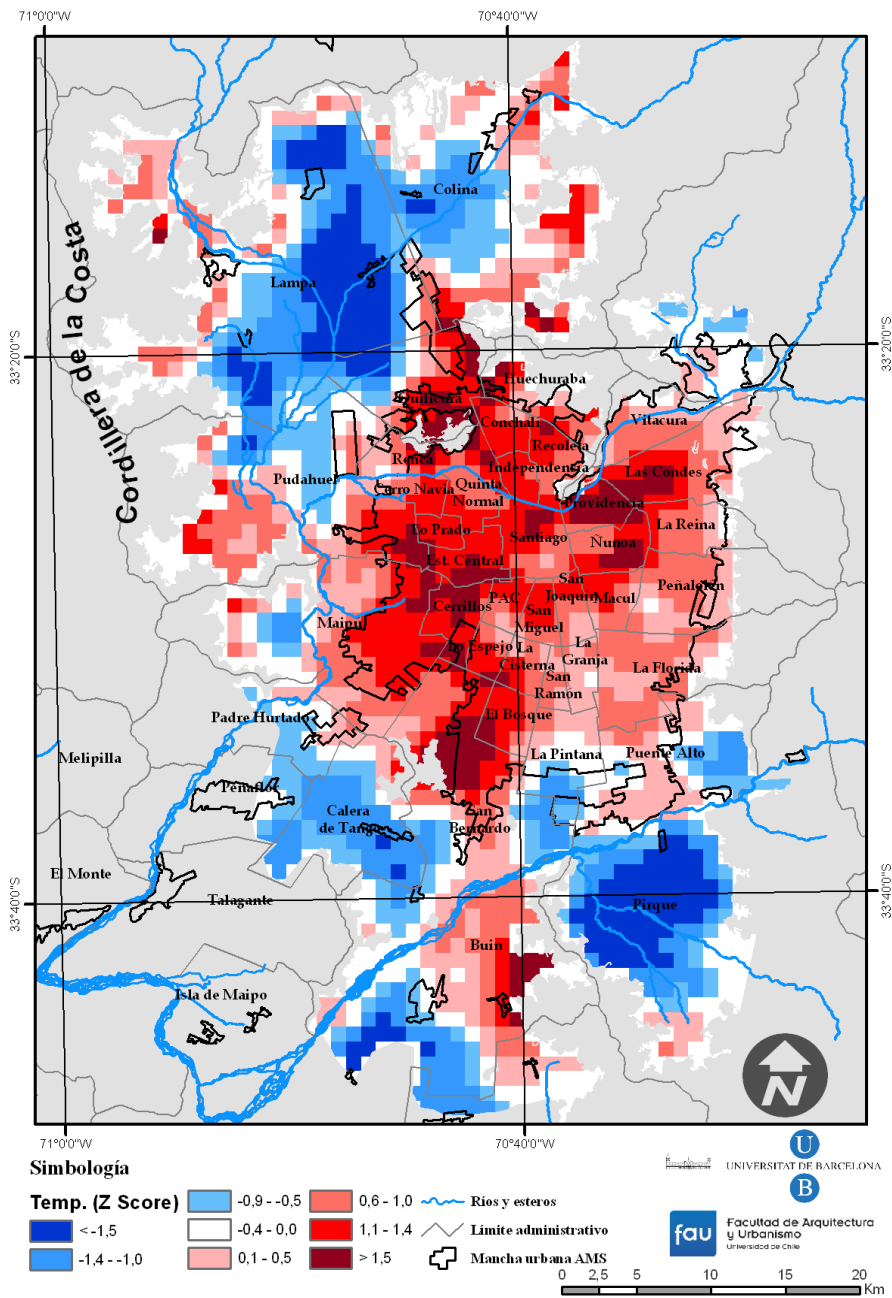 71°0'0"W
70°40'0"W
Colina
Cordillera de la Costa
Lampa
33°20'0"S
33°20'0"S
Huechuraba
Quilicura
Conchali
Vitacura
Recoleta
Renca
Independencia
Las Condes
Pudahuel
Cerro Navia
Quinta
Normal
Providencia
Lo Prado
Santiago
Ñunoa
La Reina
Est. Central
San
Joaquin
Macul
Peñalolén
Cerrillos
PAC
San
Miguel
Maipu
Lo Espejo
La
Cisterna
La
Granja
San
Ramón
La Florida
Padre Hurtado
El Bosque
Melipilla
La Pintana
Puente Alto
Peñaflor
Calera
de Tango
San
Bernardo
El Monte
Talagante
Pirque
33°40'0"S
33°40'0"S
Buin
Isla de Maipo
N
71°0'0"W
70°40'0"W
Simbología
Temp. (Z Score)
< -1,5
-1,4 - -1,0
-0,9 - -0,5
-0,4 - 0,0
0,1 - 0,5
0,6 - 1,0
1,1 - 1,4
> 1,5
Ríos y esteros
Límite administrativo
Mancha urbana AMS
UNIVERSITAT DE BARCELONA
U
B
fau
Facultad de Arquitectura
y Urbanismo
Universidad de Chile
0 2,5 5 10 15 20
Km